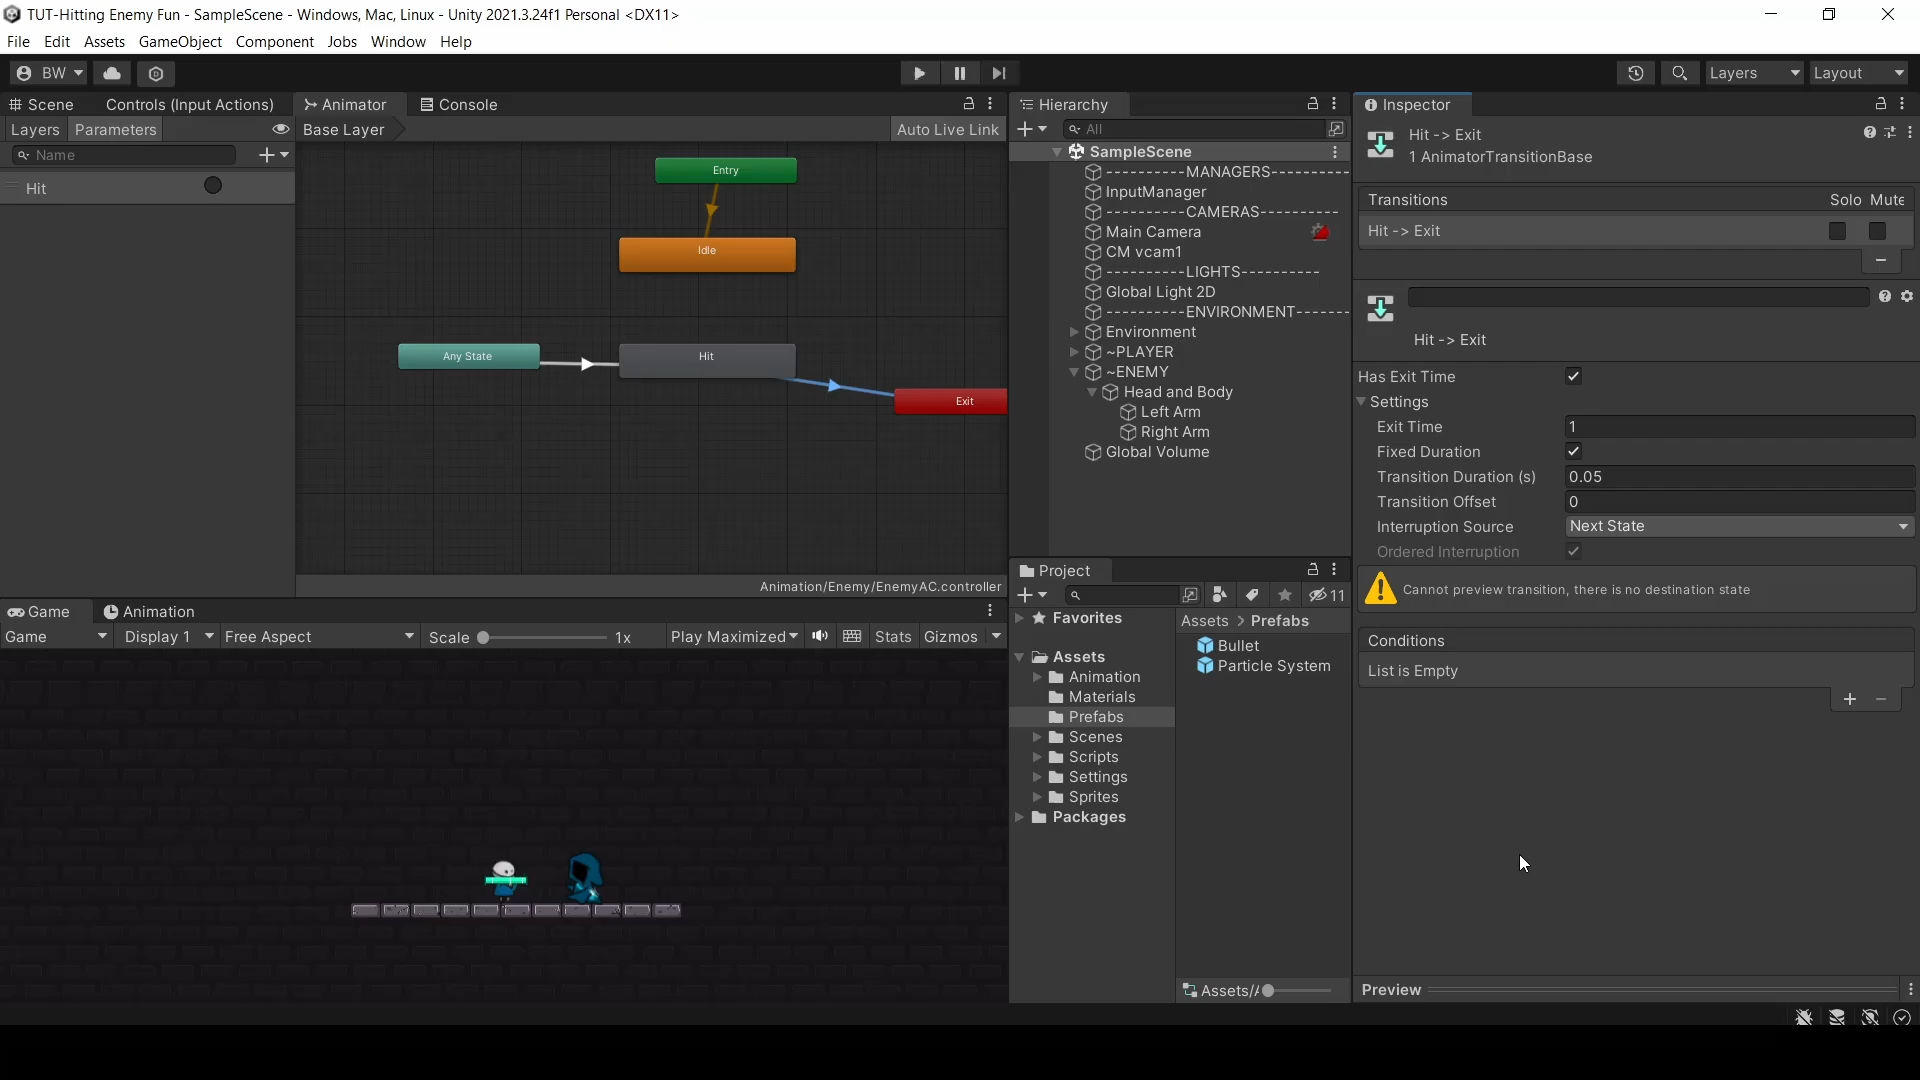 TUT-Hitting Enemy Fun - SampleScene - Windows, Mac, Linux - Unity 2021.3.24f1 Personal <DX11>
File Edit Assets GameObject Component Jobs Window Help
BW
Layers Layout
Scene Controls (Input Actions) Animator Console
Layers Parameters Base Layer Auto Live Link
Name
Hit
Entry
Idle
Any State
Hit
Exit
Animation/Enemy/EnemyAC.controller
Game Animation
Game Display 1 Free Aspect Scale 1x Play Maximized Stats Gizmos
Hierarchy
All
SampleScene
----------MANAGERS----------
InputManager
----------CAMERAS----------
Main Camera
CM vcam1
----------LIGHTS----------
Global Light 2D
----------ENVIRONMENT------
Environment
~PLAYER
~ENEMY
Head and Body
Left Arm
Right Arm
Global Volume
Project
11
Favorites
Assets
Animation
Materials
Prefabs
Scenes
Scripts
Settings
Sprites
Packages
Assets > Prefabs
Bullet
Particle System
Assets/
Inspector
Hit -> Exit
1 AnimatorTransitionBase
Transitions Solo Mute
Hit -> Exit
Hit -> Exit
Has Exit Time
Settings
Exit Time 1
Fixed Duration
Transition Duration (s) 0.05
Transition Offset 0
Interruption Source Next State
Ordered Interruption
Cannot preview transition, there is no destination state
Conditions
List is Empty
Preview